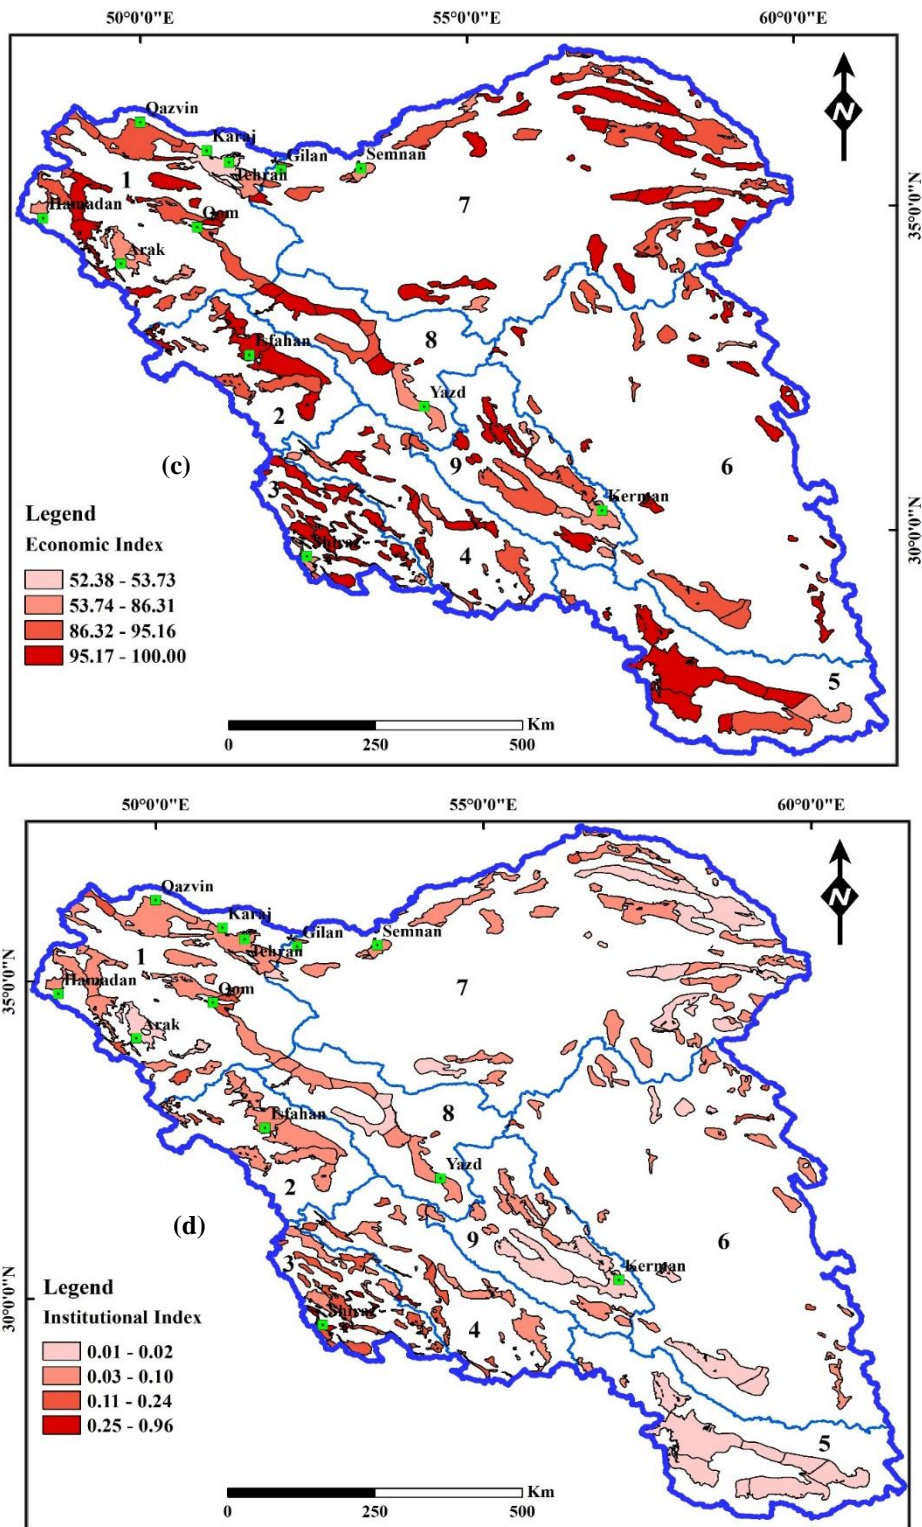 50°0'0"E 55°0'0"E 60°0'0"E
N
Qazvin
Karaj
Gilan
Semnan
Tehran
1
Hamadan
Qom
7
35°0'0"N
Arak
8
Isfahan
Yazd
2
(c)
9
6
3
Kerman
Legend
Economic Index
52.38 - 53.73
53.74 - 86.31
86.32 - 95.16
95.17 - 100.00
Shiraz
4
30°0'0"N
5
Km
0 250 500
50°0'0"E 55°0'0"E 60°0'0"E
N
Qazvin
Karaj
Gilan
Semnan
Tehran
1
35°0'0"N
Hamadan
Qom
7
Arak
8
Isfahan
Yazd
2
(d)
9
6
3
Kerman
30°0'0"N
Legend
Institutional Index
0.01 - 0.02
0.03 - 0.10
0.11 - 0.24
0.25 - 0.96
Shiraz
4
5
Km
0 250 500